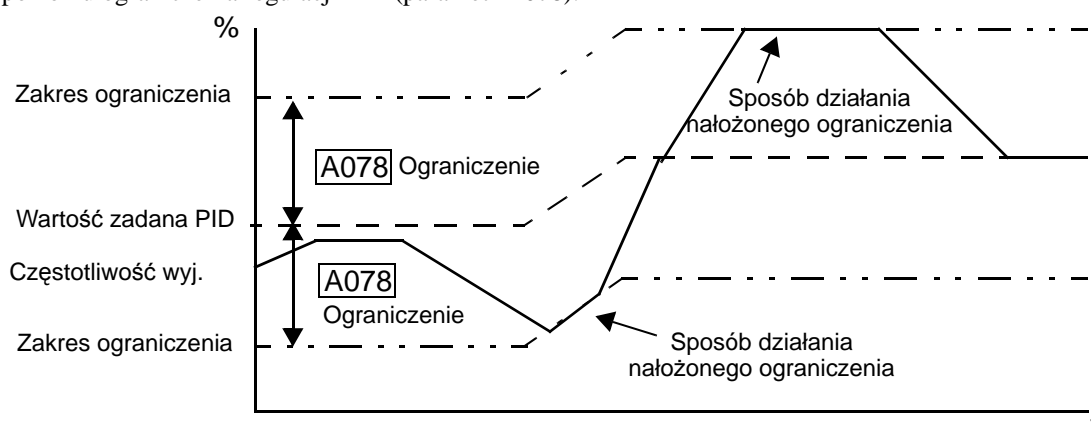 %
Zakres ograniczenia
Sposób działania
nałożonego ograniczenia
A078 Ograniczenie
Wartość zadana PID
Częstotliwość wyj.
A078
Ograniczenie
Zakres ograniczenia
Sposób działania
nałożonego ograniczenia